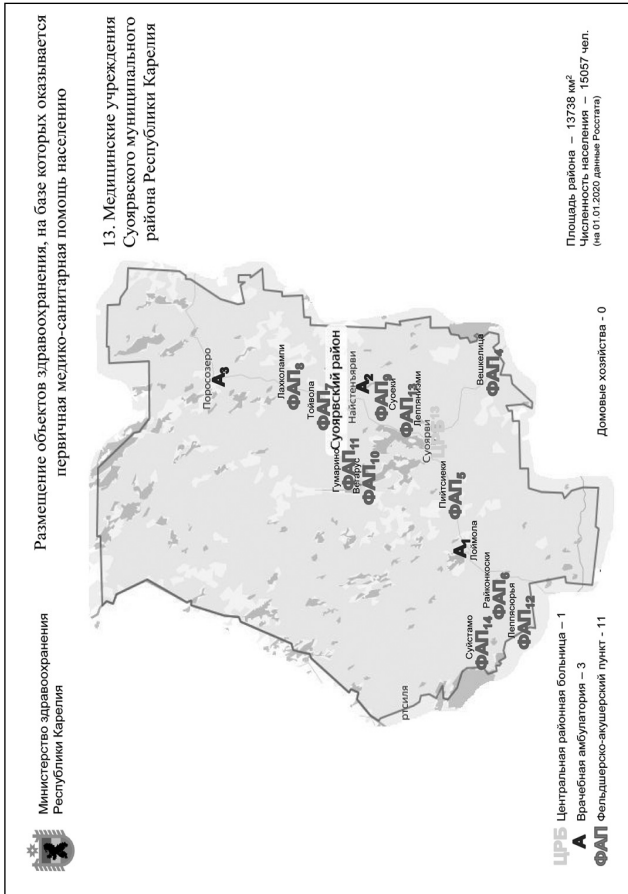 Министерство здравоохранения
Республики Карелия
Размещение объектов здравоохранения, на базе которых оказывается
первичная медико-санитарная помощь населению
13. Медицинские учреждения
Суоярвского муниципального
района Республики Карелия
Поросозеро
А3
Лахколампи
ФАП8
Тойвола
ФАП7
Суоярвский район
Найстенъярви
А2
Гумарино
ФАП11
Вегарус
ФАП10
ФАП9
Суоеки
ФАП13
Леппяниэми
Суоярви
Вешкелица
ФАП4
Пийтсиеки
ФАП5
А1
Лоймола
Райконкоски
ФАП6
Леппясюрья
ФАП12
Суйстамо
ФАП14
ртсиля
ЦРБ Центральная районная больница – 1
А Врачебная амбулатория – 3
ФАП Фельдшерско-акушерский пункт - 11
Домовые хозяйства - 0
Площадь района – 13738 км²
Численность населения – 15057 чел.
(на 01.01.2020 данные Росстата)